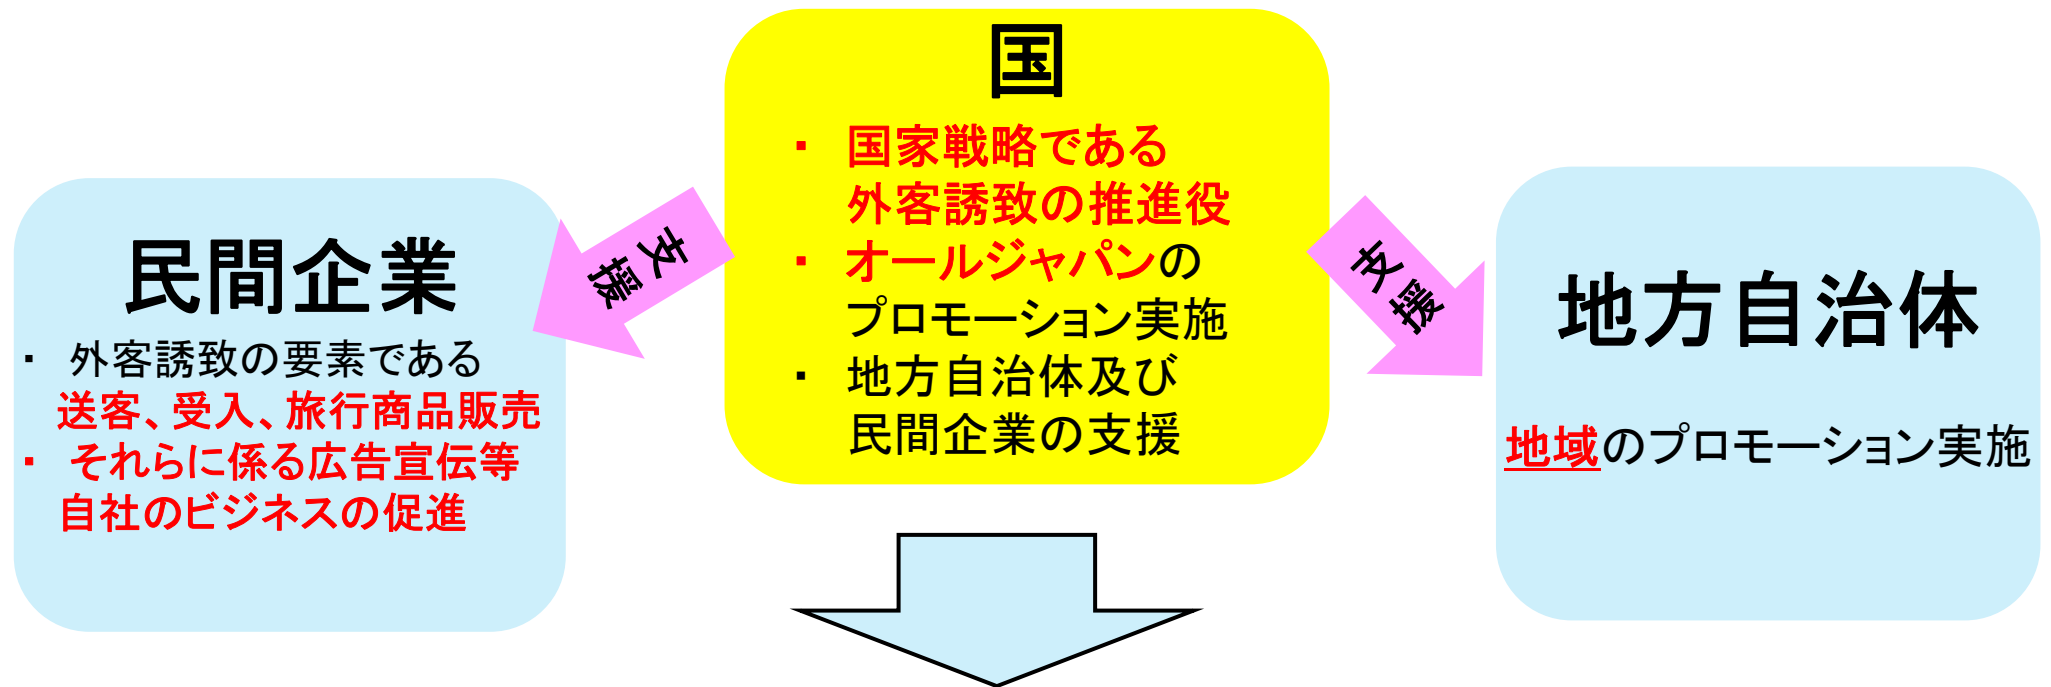 国
・ 国家戦略である
外客誘致の推進役
・ オールジャパンの
プロモーション実施
・ 地方自治体及び
民間企業の支援
支援
支援
民間企業
・ 外客誘致の要素である
送客、受入、旅行商品販売
・ それらに係る広告宣伝等
自社のビジネスの促進
地方自治体
地域のプロモーション実施